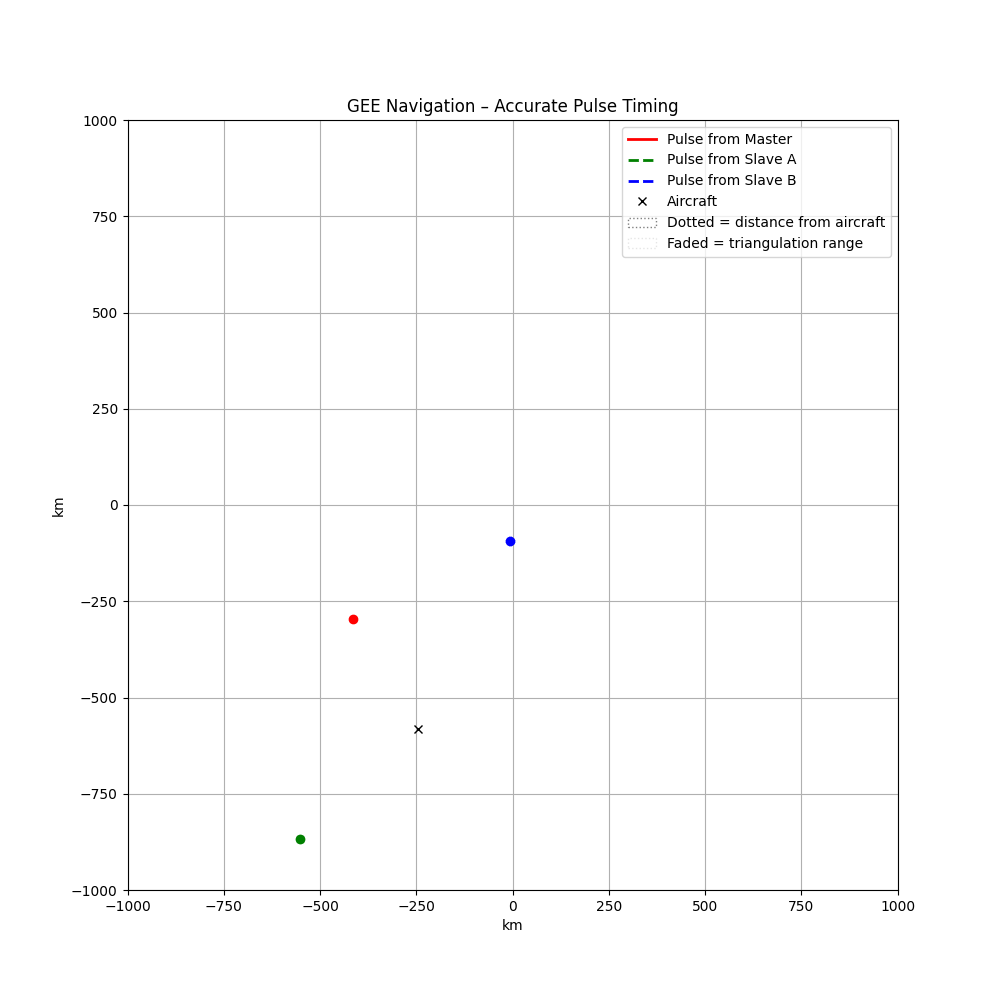 GEE Navigation – Accurate Pulse Timing
Pulse from Master
Pulse from Slave A
Pulse from Slave B
Aircraft
Dotted = distance from aircraft
Faded = triangulation range
1000
750
500
250
0
−250
−500
−750
−1000
km
−1000 −750 −500 −250 0 250 500 750 1000
km